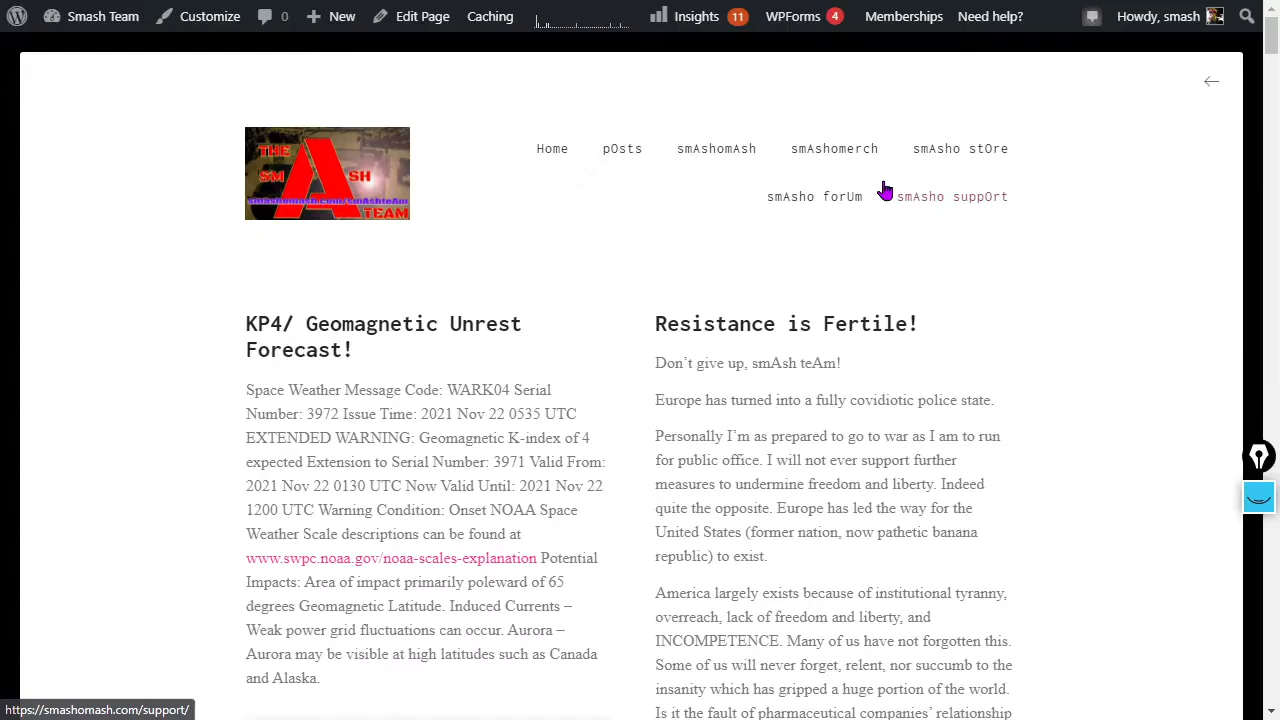 Smash Team Customize 0 New Edit Page Caching Insights 11 WPForms 4 Memberships Need help? Howdy, smash
THE
SM ASH
smashomash.com/smAshteAm
TEAM
Home pOsts smAshomAsh smAshomerch smAsho stOre
smAsho forUm smAsho suppOrt
KP4/ Geomagnetic Unrest
Forecast!
Space Weather Message Code: WARK04 Serial
Number: 3972 Issue Time: 2021 Nov 22 0535 UTC
EXTENDED WARNING: Geomagnetic K-index of 4
expected Extension to Serial Number: 3971 Valid From:
2021 Nov 22 0130 UTC Now Valid Until: 2021 Nov 22
1200 UTC Warning Condition: Onset NOAA Space
Weather Scale descriptions can be found at
www.swpc.noaa.gov/noaa-scales-explanation Potential
Impacts: Area of impact primarily poleward of 65
degrees Geomagnetic Latitude. Induced Currents –
Weak power grid fluctuations can occur. Aurora –
Aurora may be visible at high latitudes such as Canada
and Alaska.
Resistance is Fertile!
Don’t give up, smAsh teAm!
Europe has turned into a fully covidiotic police state.
Personally I’m as prepared to go to war as I am to run
for public office. I will not ever support further
measures to undermine freedom and liberty. Indeed
quite the opposite. Europe has led the way for the
United States (former nation, now pathetic banana
republic) to exist.
America largely exists because of institutional tyranny,
overreach, lack of freedom and liberty, and
INCOMPETENCE. Many of us have not forgotten this.
Some of us will never forget, relent, nor succumb to the
insanity which has gripped a huge portion of the world.
Is it the fault of pharmaceutical companies’ relationship
https://smashomash.com/support/